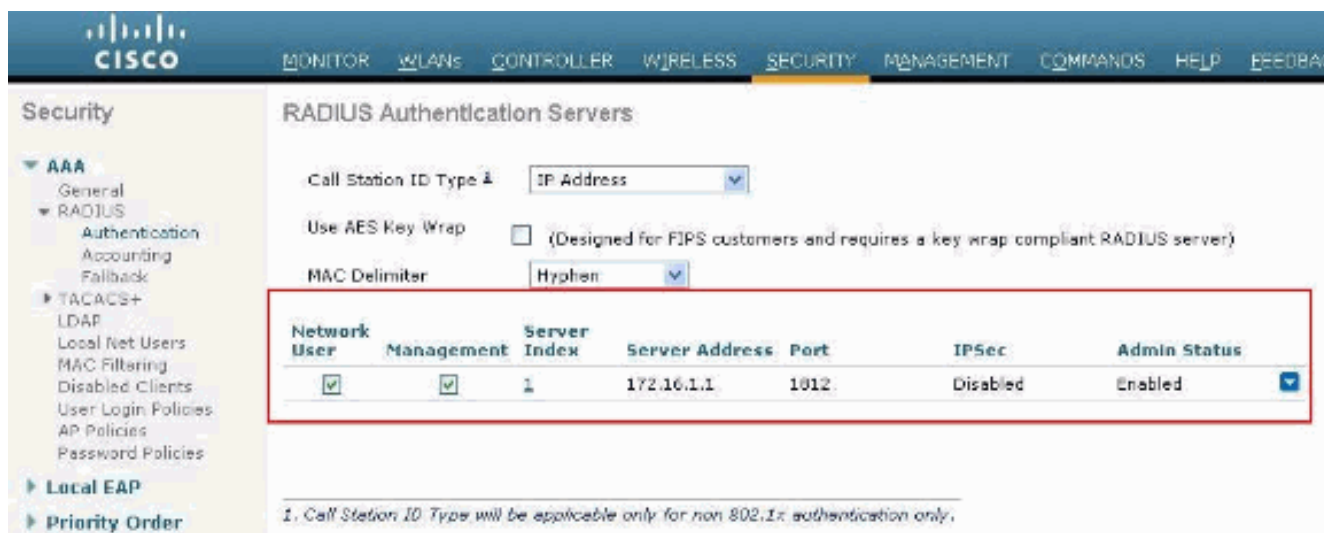 CISCO
MONITOR WLANs CONTROLLER WIRELESS SECURITY MANAGEMENT COMMANDS HELP FEEDBA
Security
AAA
General
RADIUS
Authentication
Accounting
Fallback
TACACS+
LDAP
Local Net Users
MAC Filtering
Disabled Clients
User Login Policies
AP Policies
Password Policies
Local EAP
Priority Order
RADIUS Authentication Servers
Call Station ID Type 1 IP Address
Use AES Key Wrap (Designed for FIPS customers and requires a key wrap compliant RADIUS server)
MAC Delimiter Hyphen
Network User Management Server Index Server Address Port IPSec Admin Status
1 172.16.1.1 1812 Disabled Enabled
1. Call Station ID Type will be applicable only for non 802.1x authentication only.